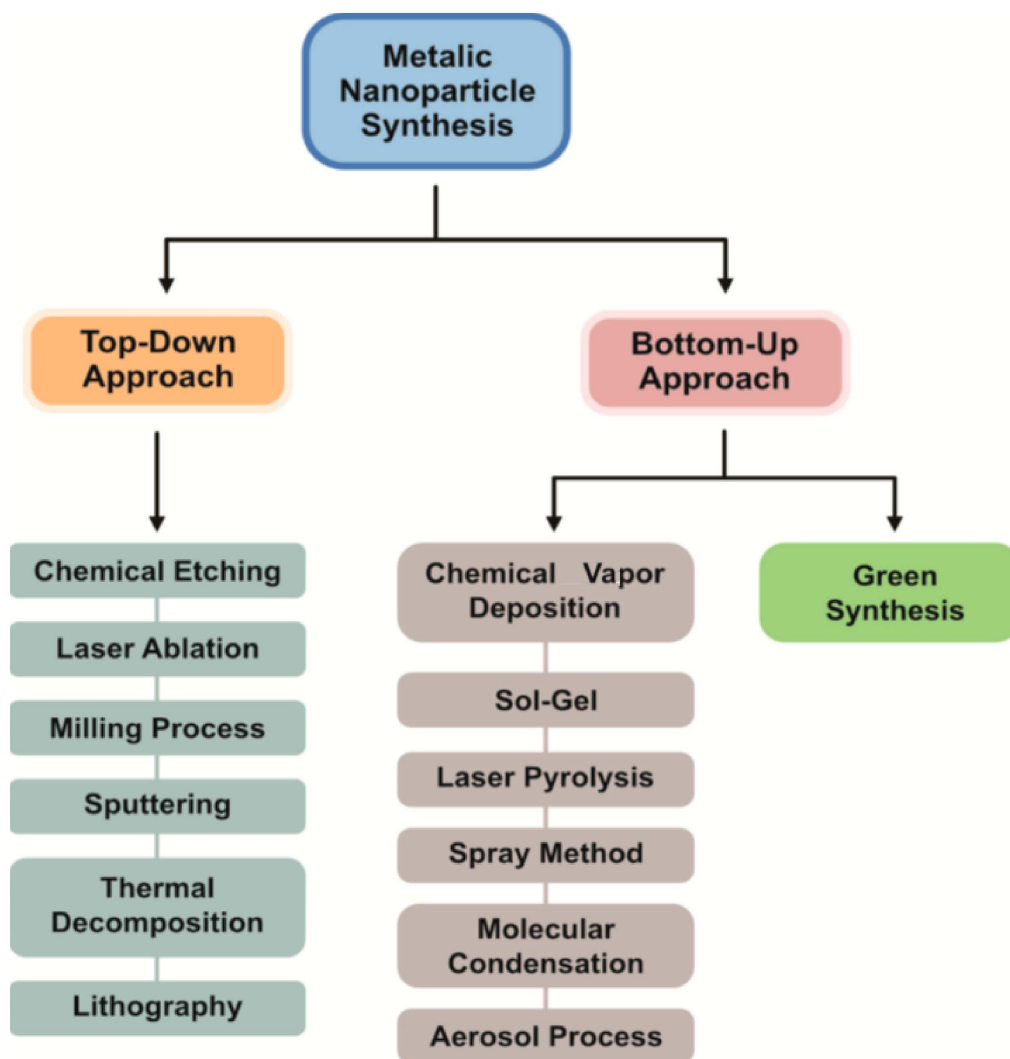 Metalic
Nanoparticle
Synthesis
Top-Down
Approach
Bottom-Up
Approach
Chemical Etching
Laser Ablation
Milling Process
Sputtering
Thermal
Decomposition
Lithography
Chemical Vapor
Deposition
Sol-Gel
Laser Pyrolysis
Spray Method
Molecular
Condensation
Aerosol Process
Green
Synthesis